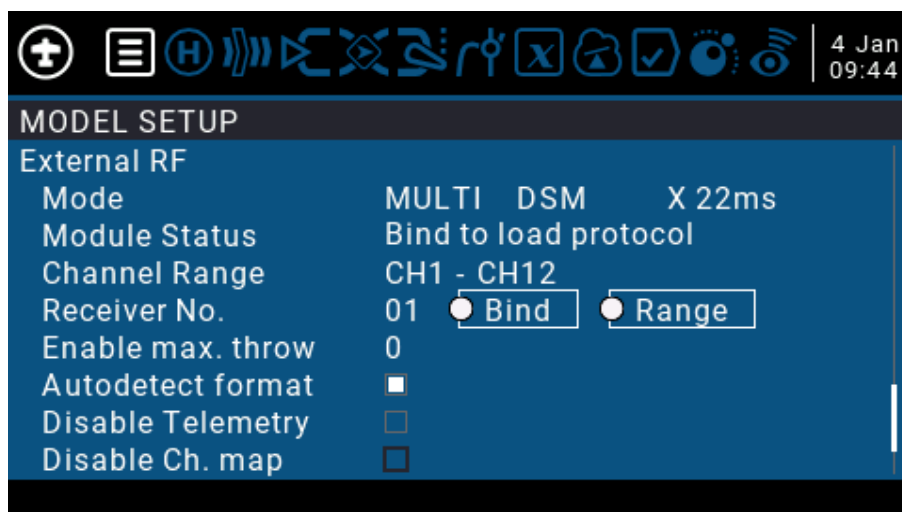 4 Jan
09:44
MODEL SETUP
External RF
Mode MULTI DSM X 22ms
Module Status Bind to load protocol
Channel Range CH1 - CH12
Receiver No. 01 Bind Range
Enable max. throw 0
Autodetect format
Disable Telemetry
Disable Ch. map